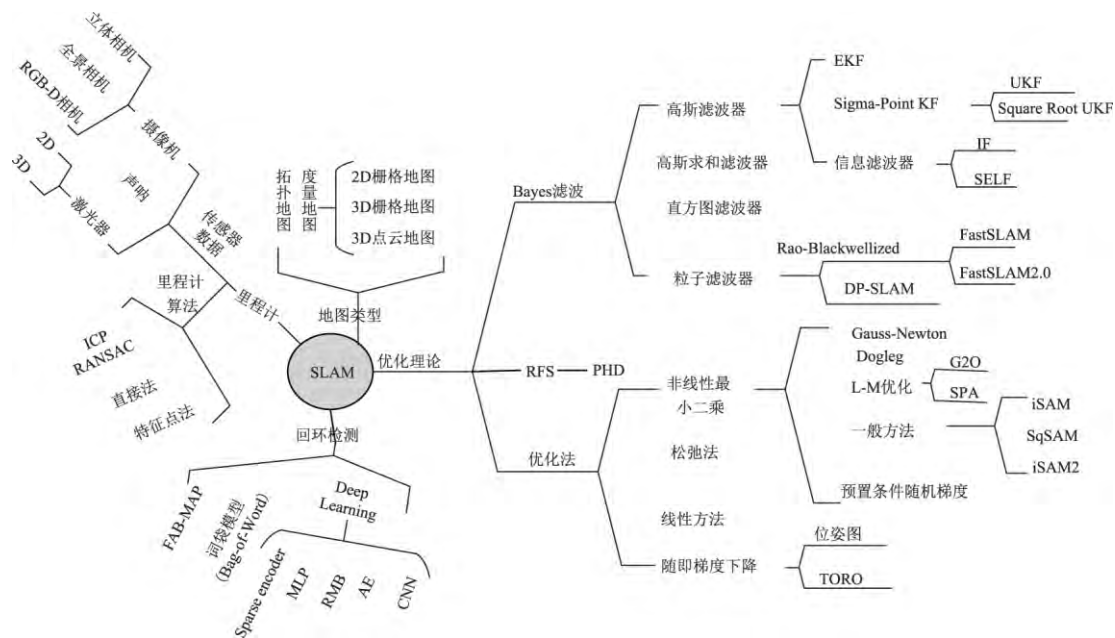 立体相机
全景相机
RGB-D相机
摄像机
2D
3D
声呐
激光器
传感器
数据
里程计
算法
里程计
ICP
RANSAC
直接法
特征点法
拓扑地图
度量地图
2D栅格地图
3D栅格地图
3D点云地图
地图类型
SLAM
优化理论
回环检测
FAB-MAP
词袋模型
(Bag-of-Word)
Deep
Learning
Sparse encoder
MLP
RMB
AE
CNN
Bayes滤波
高斯滤波器
EKF
Sigma-Point KF
UKF
Square Root UKF
信息滤波器
IF
SELF
高斯求和滤波器
直方图滤波器
粒子滤波器
Rao-Blackwellized
FastSLAM
FastSLAM2.0
DP-SLAM
RFS
PHD
优化法
非线性最
小二乘
Gauss-Newton
Dogleg
L-M优化
G2O
SPA
一般方法
iSAM
SqSAM
iSAM2
预置条件随机梯度
松弛法
线性方法
随即梯度下降
位姿图
TORO